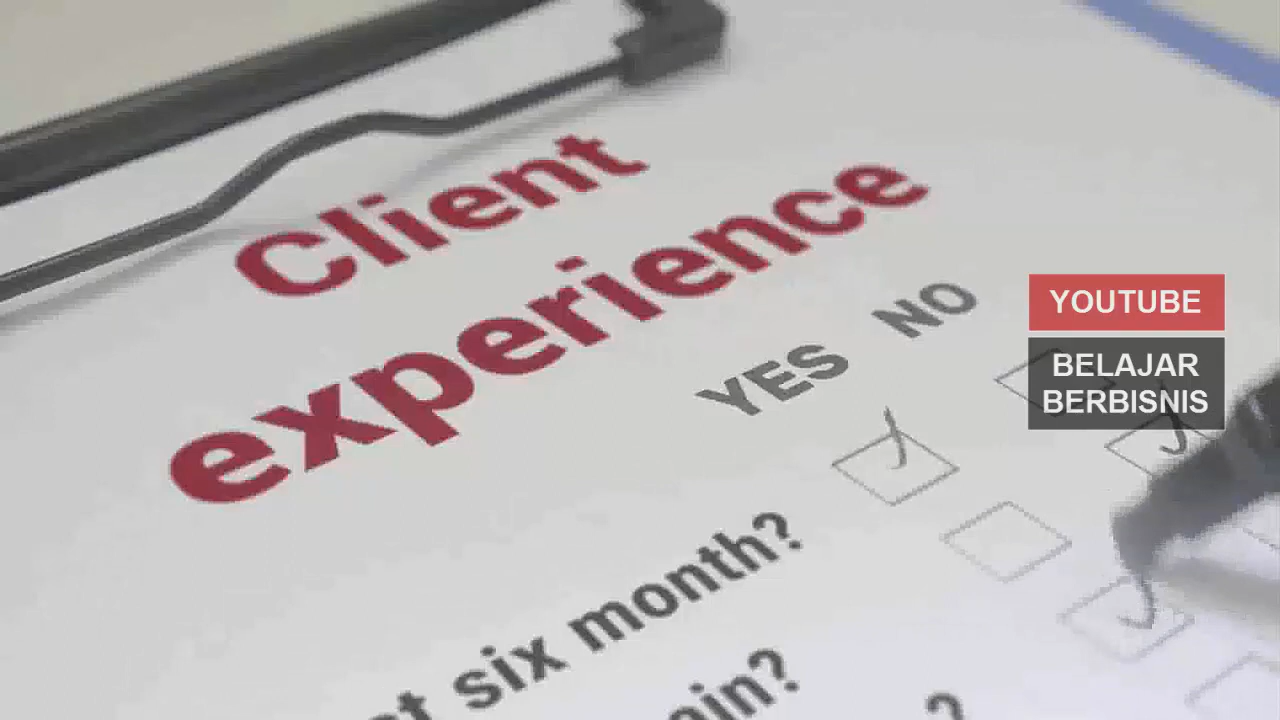 Client
experience
YES NO
six month?
YOUTUBE
BELAJAR
BERBISNIS